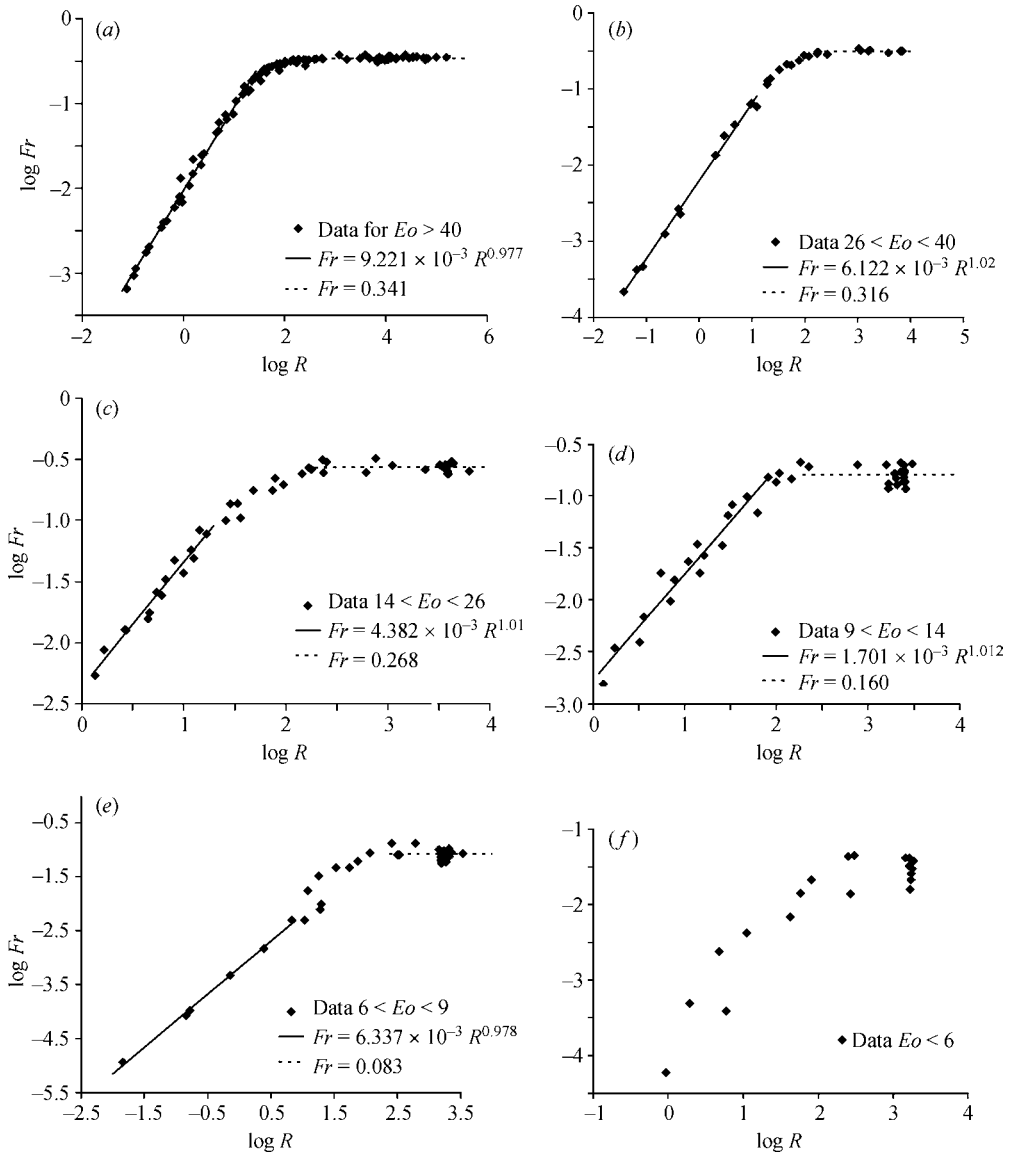 (a)
0
−1
−2
−3
log Fr
Data for Eo > 40
Fr = 9.221 × 10⁻³ R⁰·⁹⁷⁷
Fr = 0.341
−2 0 2 4 6
log R
(b)
0
−1
−2
−3
−4
Data 26 < Eo < 40
Fr = 6.122 × 10⁻³ R¹·⁰²
Fr = 0.316
−2 −1 0 1 2 3 4 5
log R
(c)
0
−0.5
−1.0
−1.5
−2.0
−2.5
log Fr
Data 14 < Eo < 26
Fr = 4.382 × 10⁻³ R¹·⁰¹
Fr = 0.268
0 1 2 3 4
log R
(d)
−0.5
−1.0
−1.5
−2.0
−2.5
−3.0
Data 9 < Eo < 14
Fr = 1.701 × 10⁻³ R¹·⁰¹²
Fr = 0.160
0 1 2 3 4
log R
(e)
−0.5
−1.5
−2.5
−3.5
−4.5
−5.5
log Fr
Data 6 < Eo < 9
Fr = 6.337 × 10⁻³ R⁰·⁹⁷⁸
Fr = 0.083
−2.5 −1.5 −0.5 0.5 1.5 2.5 3.5
log R
(f)
−1
−2
−3
−4
Data Eo < 6
−1 0 1 2 3 4
log R